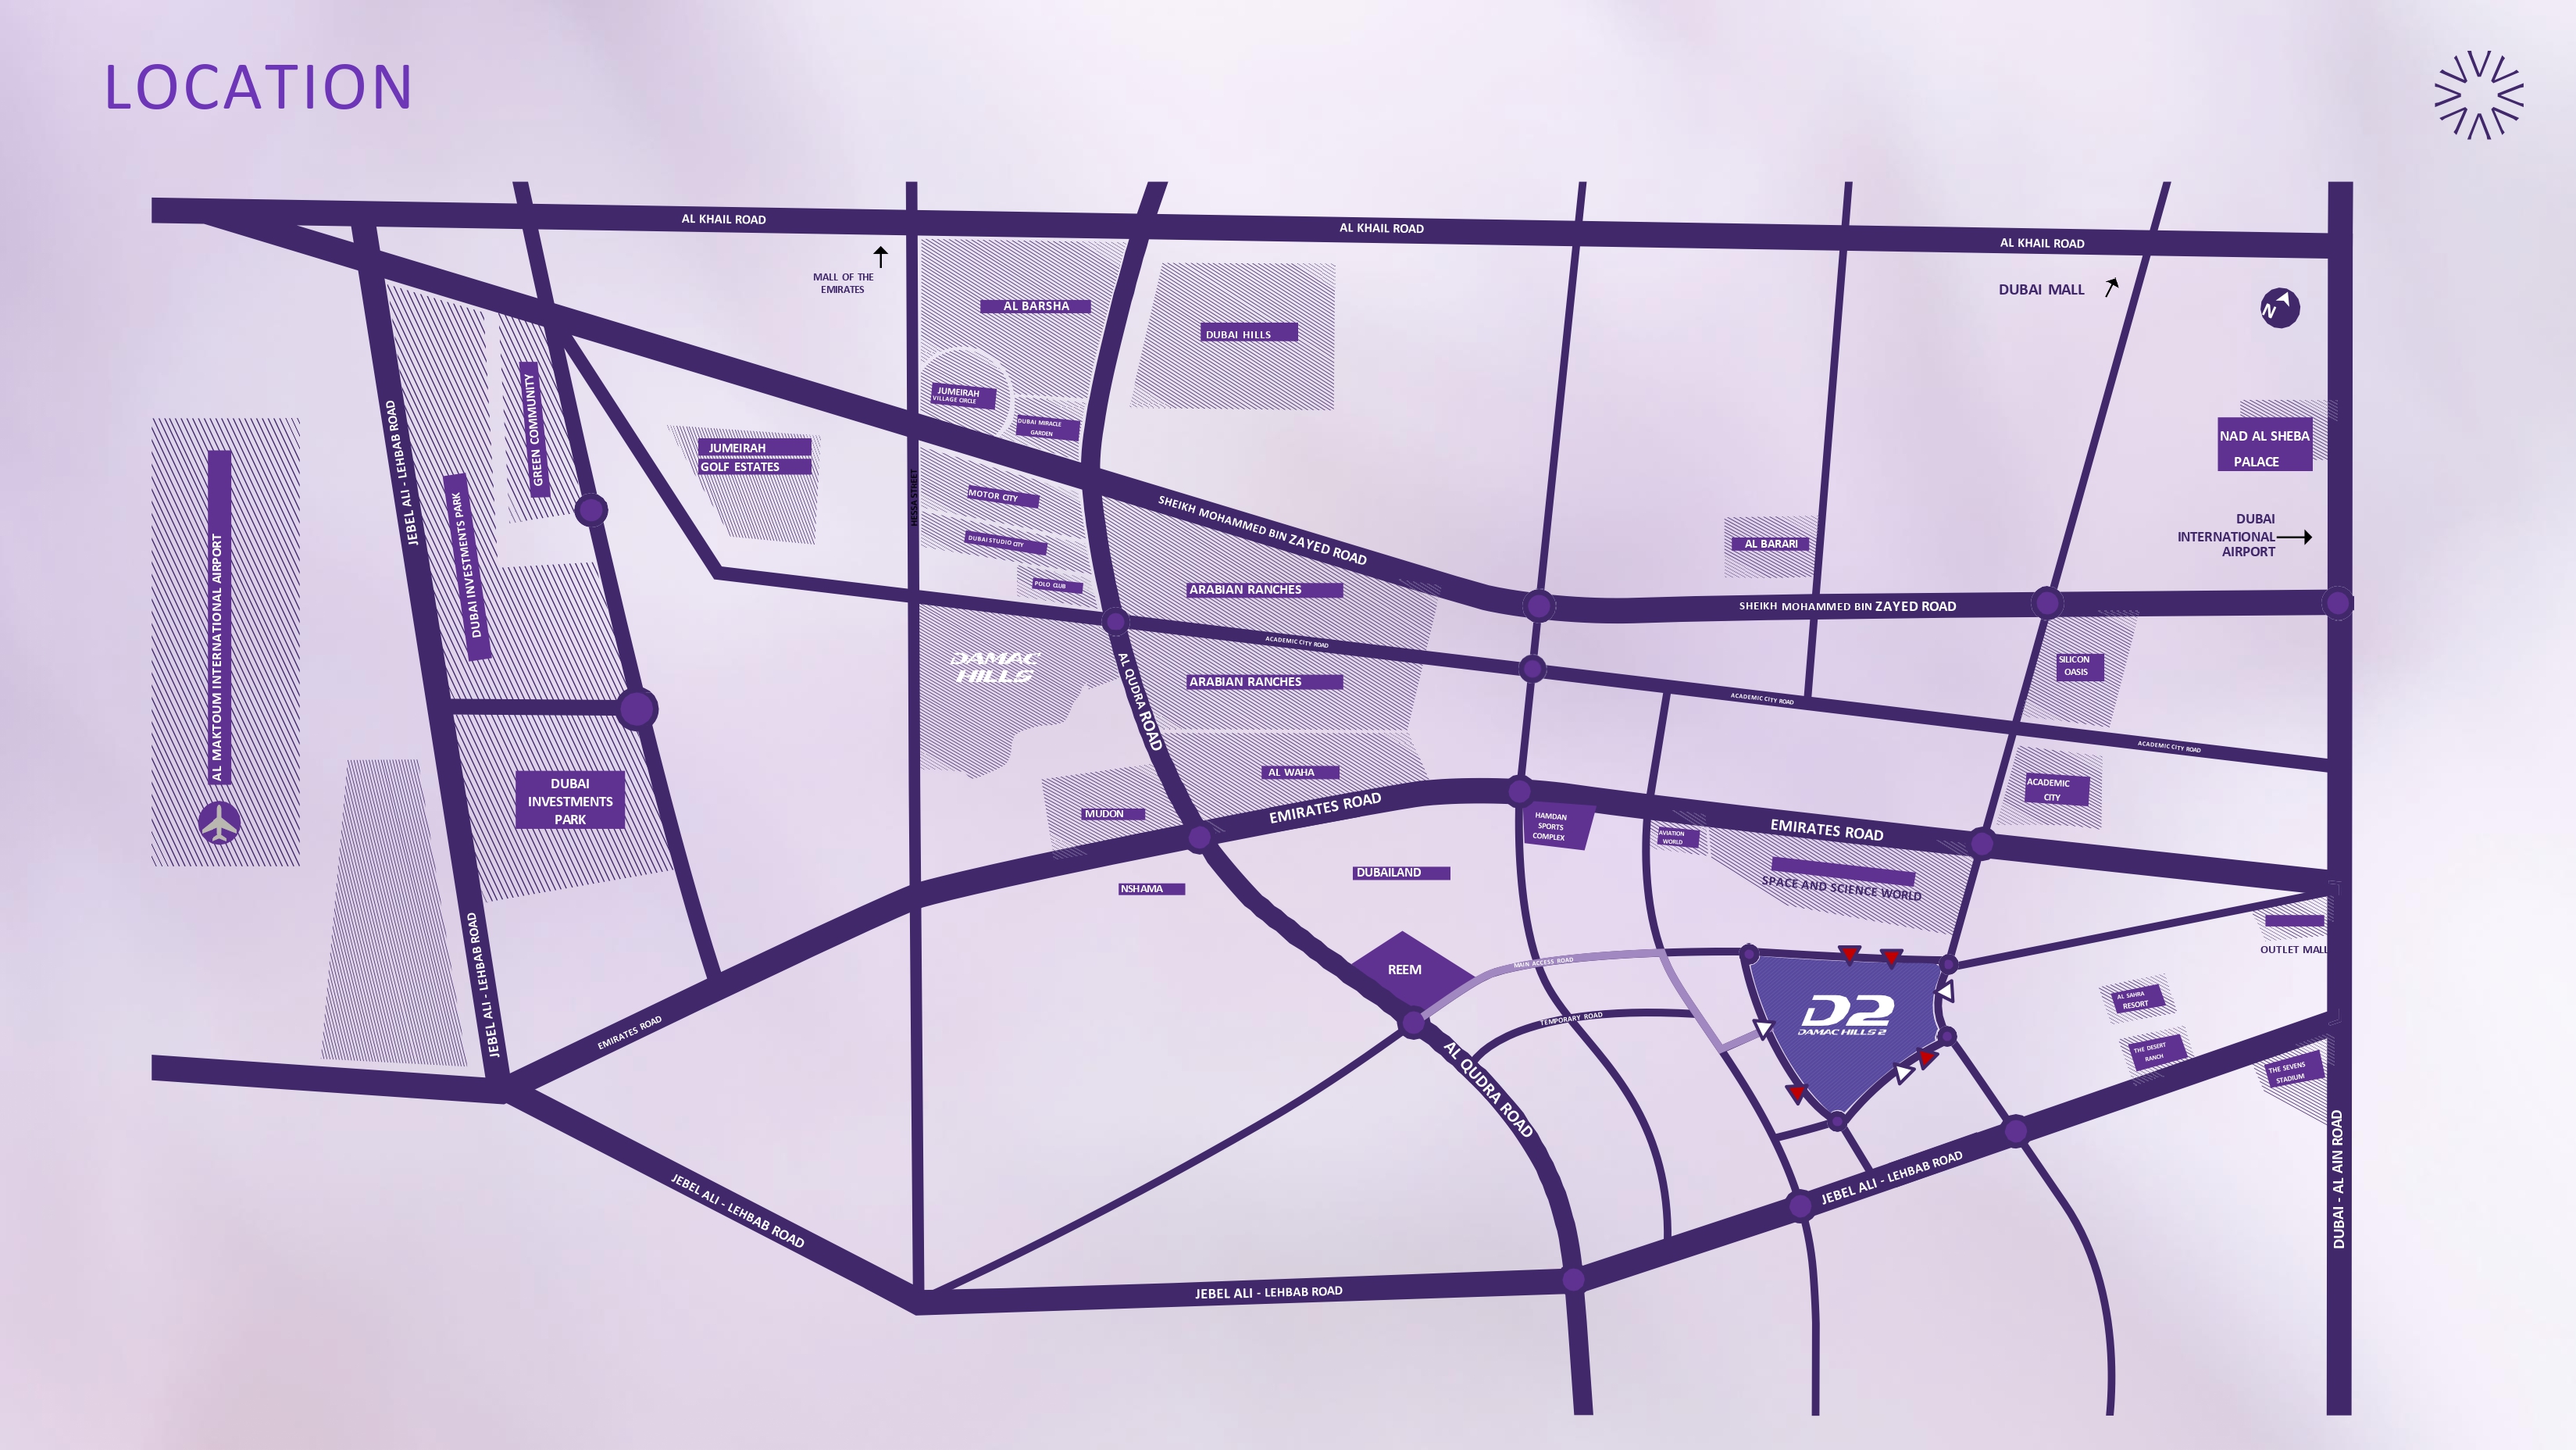 LOCATION
AL KHAIL ROAD
AL KHAIL ROAD
AL KHAIL ROAD
MALL OF THE
EMIRATES
DUBAI MALL
N
AL BARSHA
DUBAI HILLS
JUMEIRAH
VILLAGE CIRCLE
DUBAI MIRACLE
GARDEN
JEBEL ALI - LEHBAB ROAD
GREEN COMMUNITY
DUBAI INVESTMENTS PARK
JUMEIRAH
GOLF ESTATES
HESSA STREET
MOTOR CITY
DUBAI STUDIO CITY
POLO CLUB
SHEIKH MOHAMMED BIN ZAYED ROAD
NAD AL SHEBA
PALACE
DUBAI
INTERNATIONAL
AIRPORT
AL BARARI
SHEIKH MOHAMMED BIN ZAYED ROAD
AL MAKTOUM INTERNATIONAL AIRPORT
ARABIAN RANCHES
ACADEMIC CITY ROAD
DAMAC
HILLS
AL QUDRA ROAD
ARABIAN RANCHES
SILICON
OASIS
ACADEMIC CITY ROAD
ACADEMIC CITY ROAD
DUBAI
INVESTMENTS
PARK
AL WAHA
ACADEMIC
CITY
MUDON
EMIRATES ROAD
HAMDAN
SPORTS
COMPLEX
AVIATION
WORLD
EMIRATES ROAD
DUBAILAND
NSHAMA
SPACE AND SCIENCE WORLD
OUTLET MALL
REEM
MAIN ACCESS ROAD
JEBEL ALI - LEHBAB ROAD
EMIRATES ROAD
TEMPORARY ROAD
D2
DAMAC HILLS 2
AL SAHRA
RESORT
THE DESERT
RANCH
THE SEVENS
STADIUM
AL QUDRA ROAD
JEBEL ALI - LEHBAB ROAD
JEBEL ALI - LEHBAB ROAD
JEBEL ALI - LEHBAB ROAD
DUBAI - AL AIN ROAD